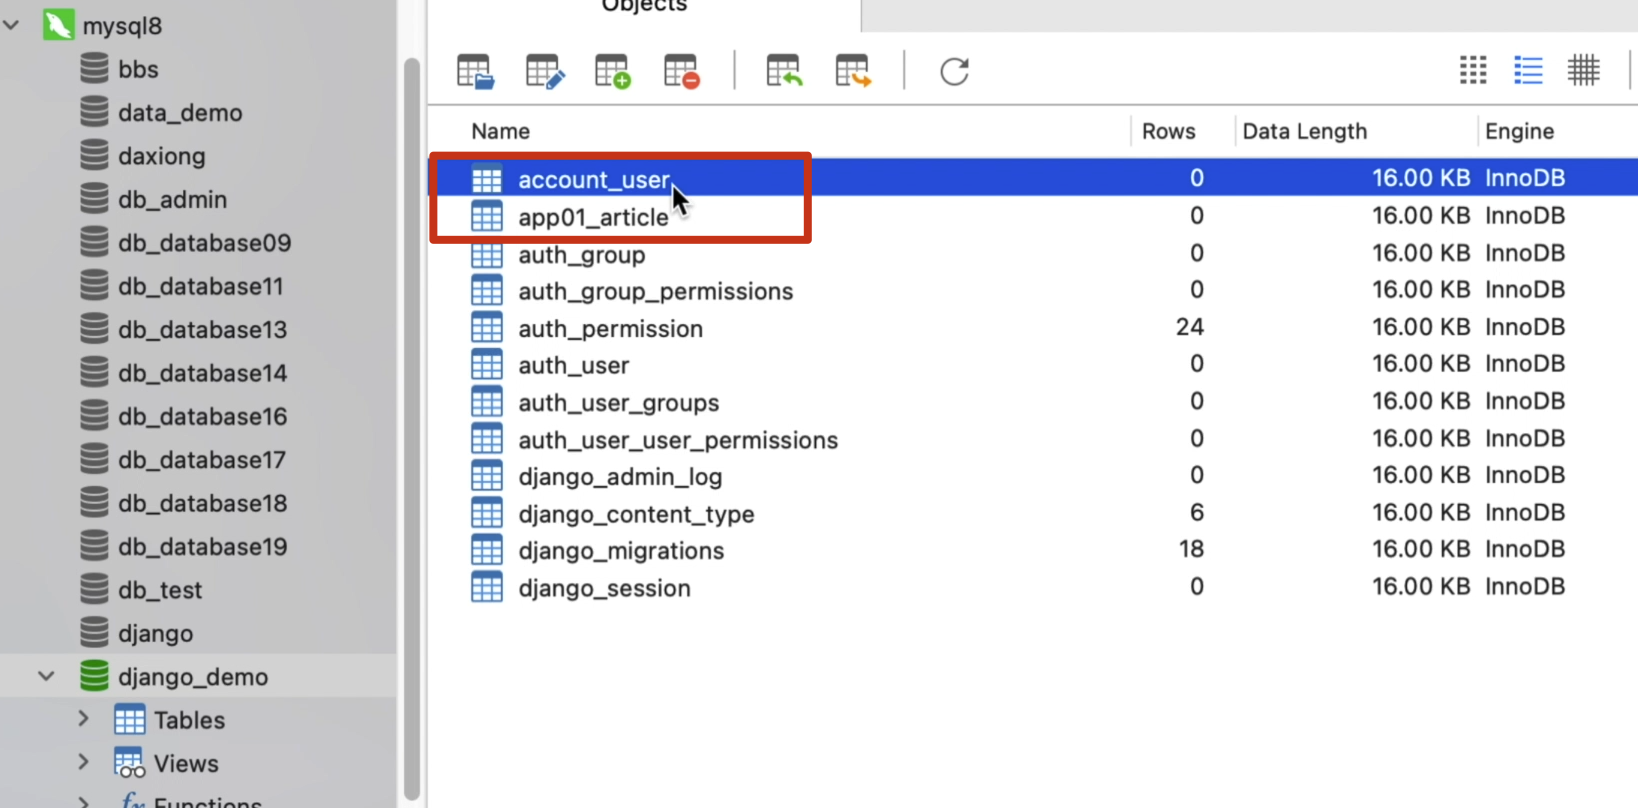 mysql8
bbs
data_demo
daxiong
db_admin
db_database09
db_database11
db_database13
db_database14
db_database16
db_database17
db_database18
db_database19
db_test
django
django_demo
Tables
Views
fx Functions
Objects
Name Rows Data Length Engine
account_user 0 16.00 KB InnoDB
app01_article 0 16.00 KB InnoDB
auth_group 0 16.00 KB InnoDB
auth_group_permissions 0 16.00 KB InnoDB
auth_permission 24 16.00 KB InnoDB
auth_user 0 16.00 KB InnoDB
auth_user_groups 0 16.00 KB InnoDB
auth_user_user_permissions 0 16.00 KB InnoDB
django_admin_log 0 16.00 KB InnoDB
django_content_type 6 16.00 KB InnoDB
django_migrations 18 16.00 KB InnoDB
django_session 0 16.00 KB InnoDB